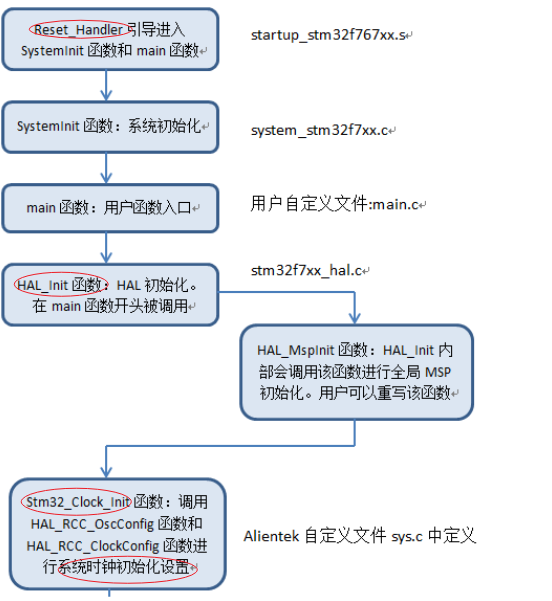 Reset_Handler 引导进入
SystemInit 函数和 main 函数
startup_stm32f767xx.s
SystemInit 函数：系统初始化
system_stm32f7xx.c
main 函数：用户函数入口
用户自定义文件:main.c
stm32f7xx_hal.c
HAL_Init 函数：HAL 初始化。
在 main 函数开头被调用
HAL_MspInit 函数：HAL_Init 内
部会调用该函数进行全局 MSP
初始化。用户可以重写该函数
Stm32_Clock_Init 函数：调用
HAL_RCC_OscConfig 函数和
HAL_RCC_ClockConfig 函数进
行系统时钟初始化设置
Alientek 自定义文件 sys.c 中定义